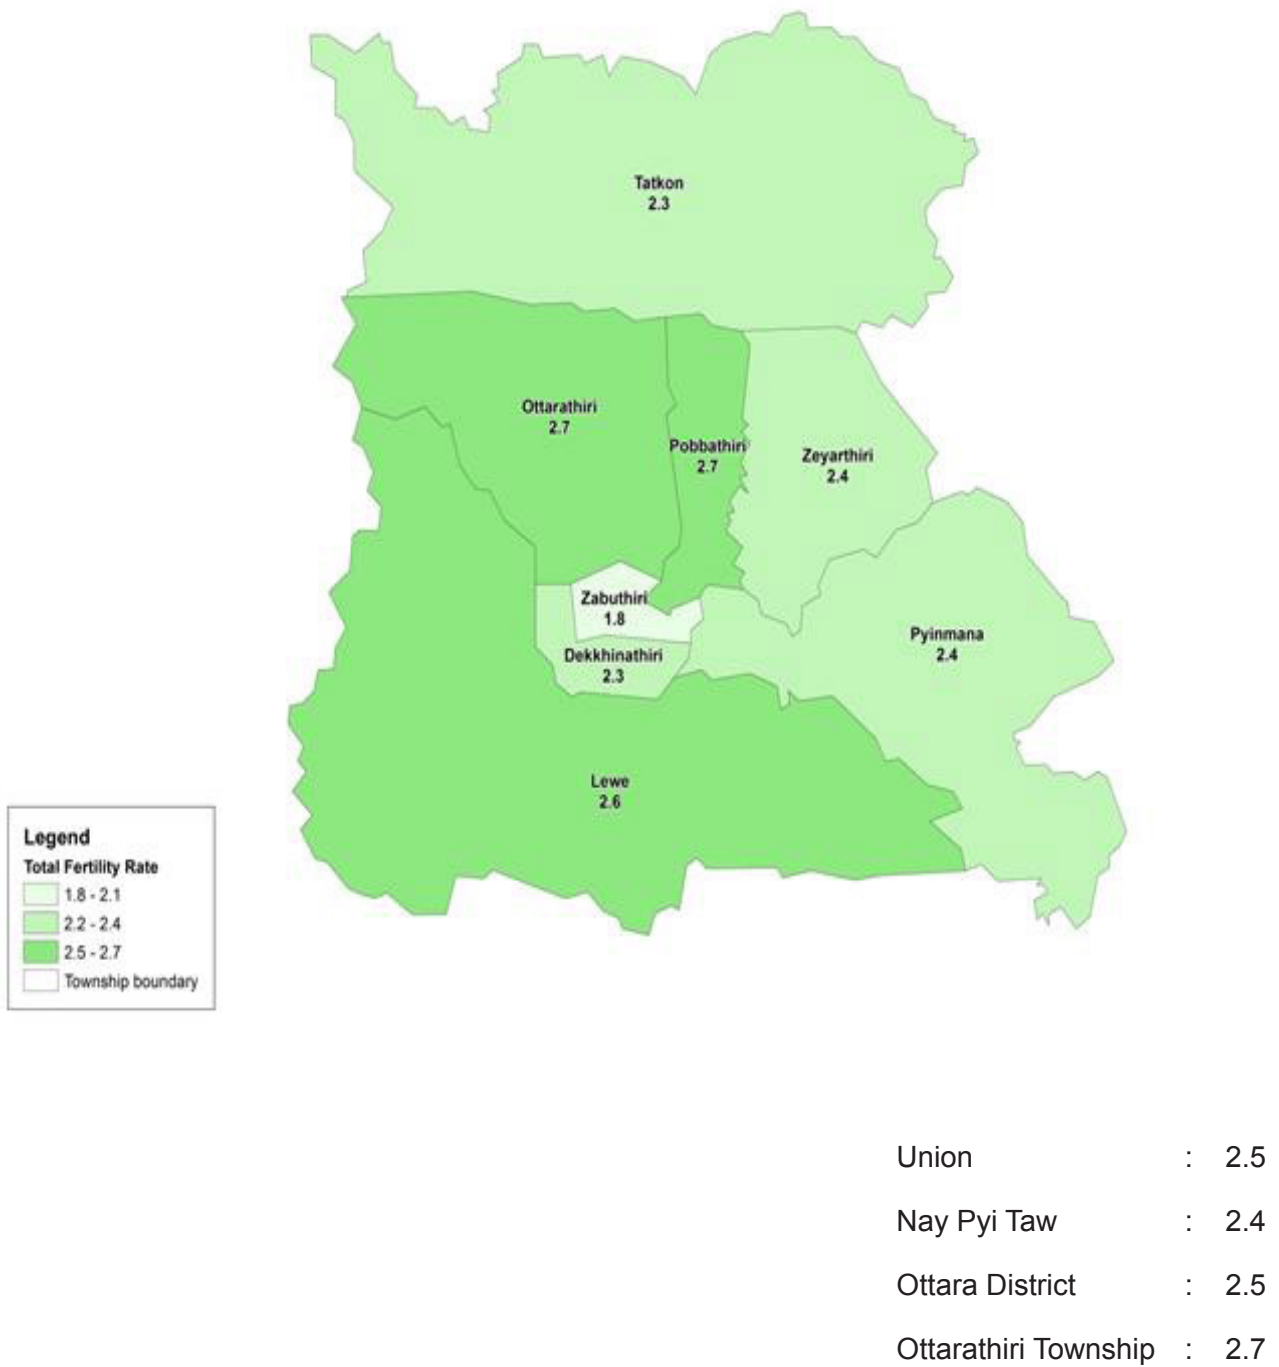 Tatkon
2.3
Ottarathiri
2.7
Pobbathiri
2.7
Zeyarthiri
2.4
Zabuthiri
1.8
Dekkhinathiri
2.3
Pyinmana
2.4
Lewe
2.6
Legend
Total Fertility Rate
1.8 - 2.1
2.2 - 2.4
2.5 - 2.7
Township boundary
Union : 2.5
Nay Pyi Taw : 2.4
Ottara District : 2.5
Ottarathiri Township : 2.7